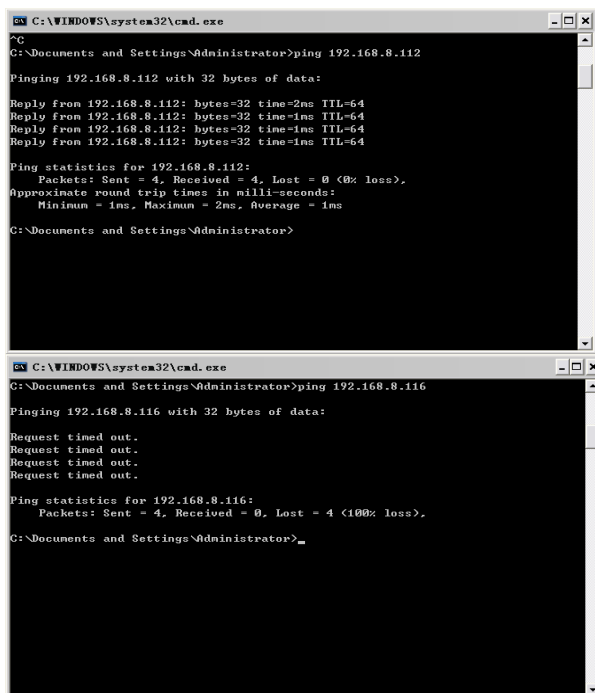 C:\WINDOWS\system32\cmd.exe
^C
C:\Documents and Settings\Administrator>ping 192.168.8.112
Pinging 192.168.8.112 with 32 bytes of data:
Reply from 192.168.8.112: bytes=32 time=2ms TTL=64
Reply from 192.168.8.112: bytes=32 time=1ms TTL=64
Reply from 192.168.8.112: bytes=32 time=1ms TTL=64
Reply from 192.168.8.112: bytes=32 time=1ms TTL=64
Ping statistics for 192.168.8.112:
Packets: Sent = 4, Received = 4, Lost = 0 (0% loss),
Approximate round trip times in milli-seconds:
Minimum = 1ms, Maximum = 2ms, Average = 1ms
C:\Documents and Settings\Administrator>
C:\WINDOWS\system32\cmd.exe
C:\Documents and Settings\Administrator>ping 192.168.8.116
Pinging 192.168.8.116 with 32 bytes of data:
Request timed out.
Request timed out.
Request timed out.
Request timed out.
Ping statistics for 192.168.8.116:
Packets: Sent = 4, Received = 0, Lost = 4 (100% loss),
C:\Documents and Settings\Administrator>_